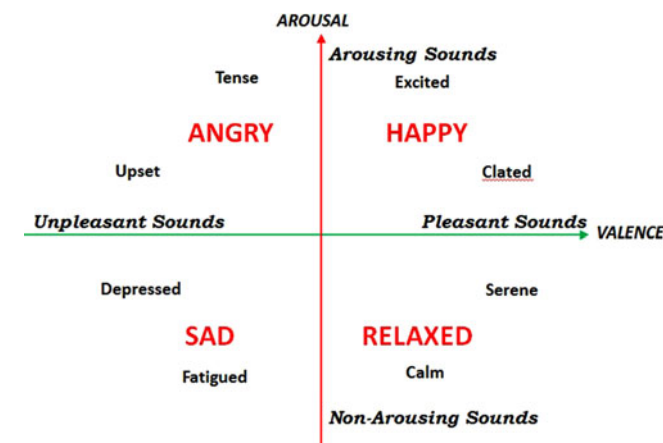 AROUSAL
Arousing Sounds
Tense
Excited
ANGRY
HAPPY
Upset
Clated
Unpleasant Sounds
Pleasant Sounds
VALENCE
Depressed
Serene
SAD
RELAXED
Fatigued
Calm
Non-Arousing Sounds